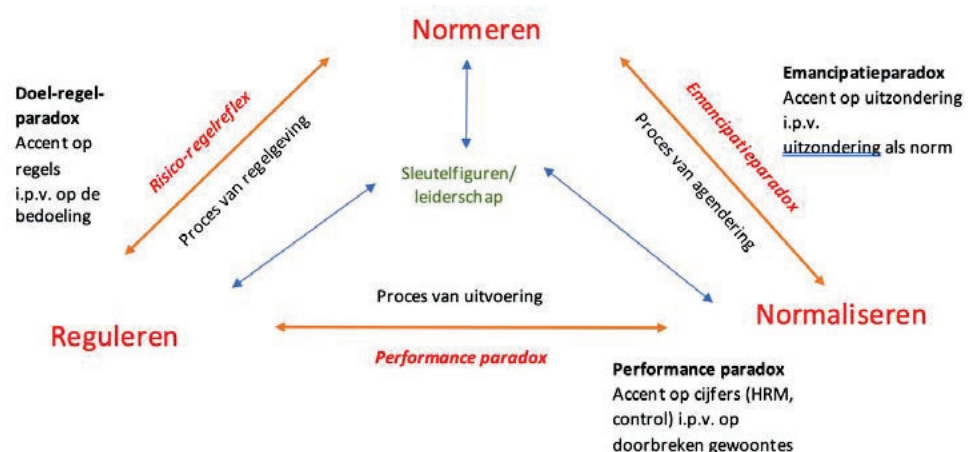 Normeren
Doel-regel-
paradox
Accent op
regels
i.p.v. op de
bedoeling
Risico-regelreflex
Proces van regelgeving
Sleutelfiguren/
leiderschap
Emancipatieparadox
Proces van agendering
Emancipatieparadox
Accent op uitzondering
i.p.v.
uitzondering als norm
Reguleren
Proces van uitvoering
Performance paradox
Normaliseren
Performance paradox
Accent op cijfers (HRM,
control) i.p.v. op
doorbreken gewoontes